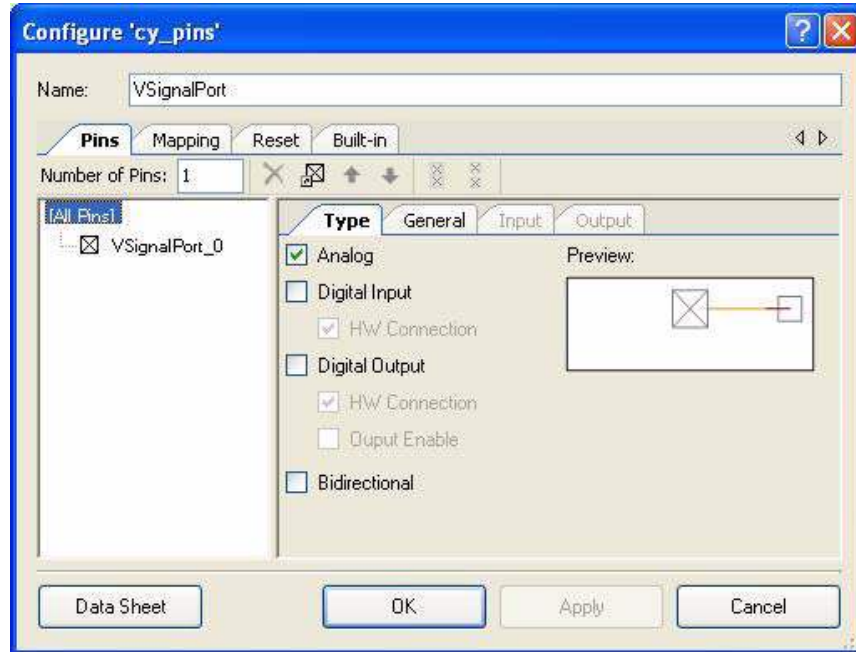 Configure 'cy_pins'
Name: VSignalPort
Pins Mapping Reset Built-in
Number of Pins: 1
[All Pins]
VSignalPort_0
Type General Input Output
Analog
Preview:
Digital Input
HW Connection
Digital Output
HW Connection
Ouput Enable
Bidirectional
Data Sheet OK Apply Cancel